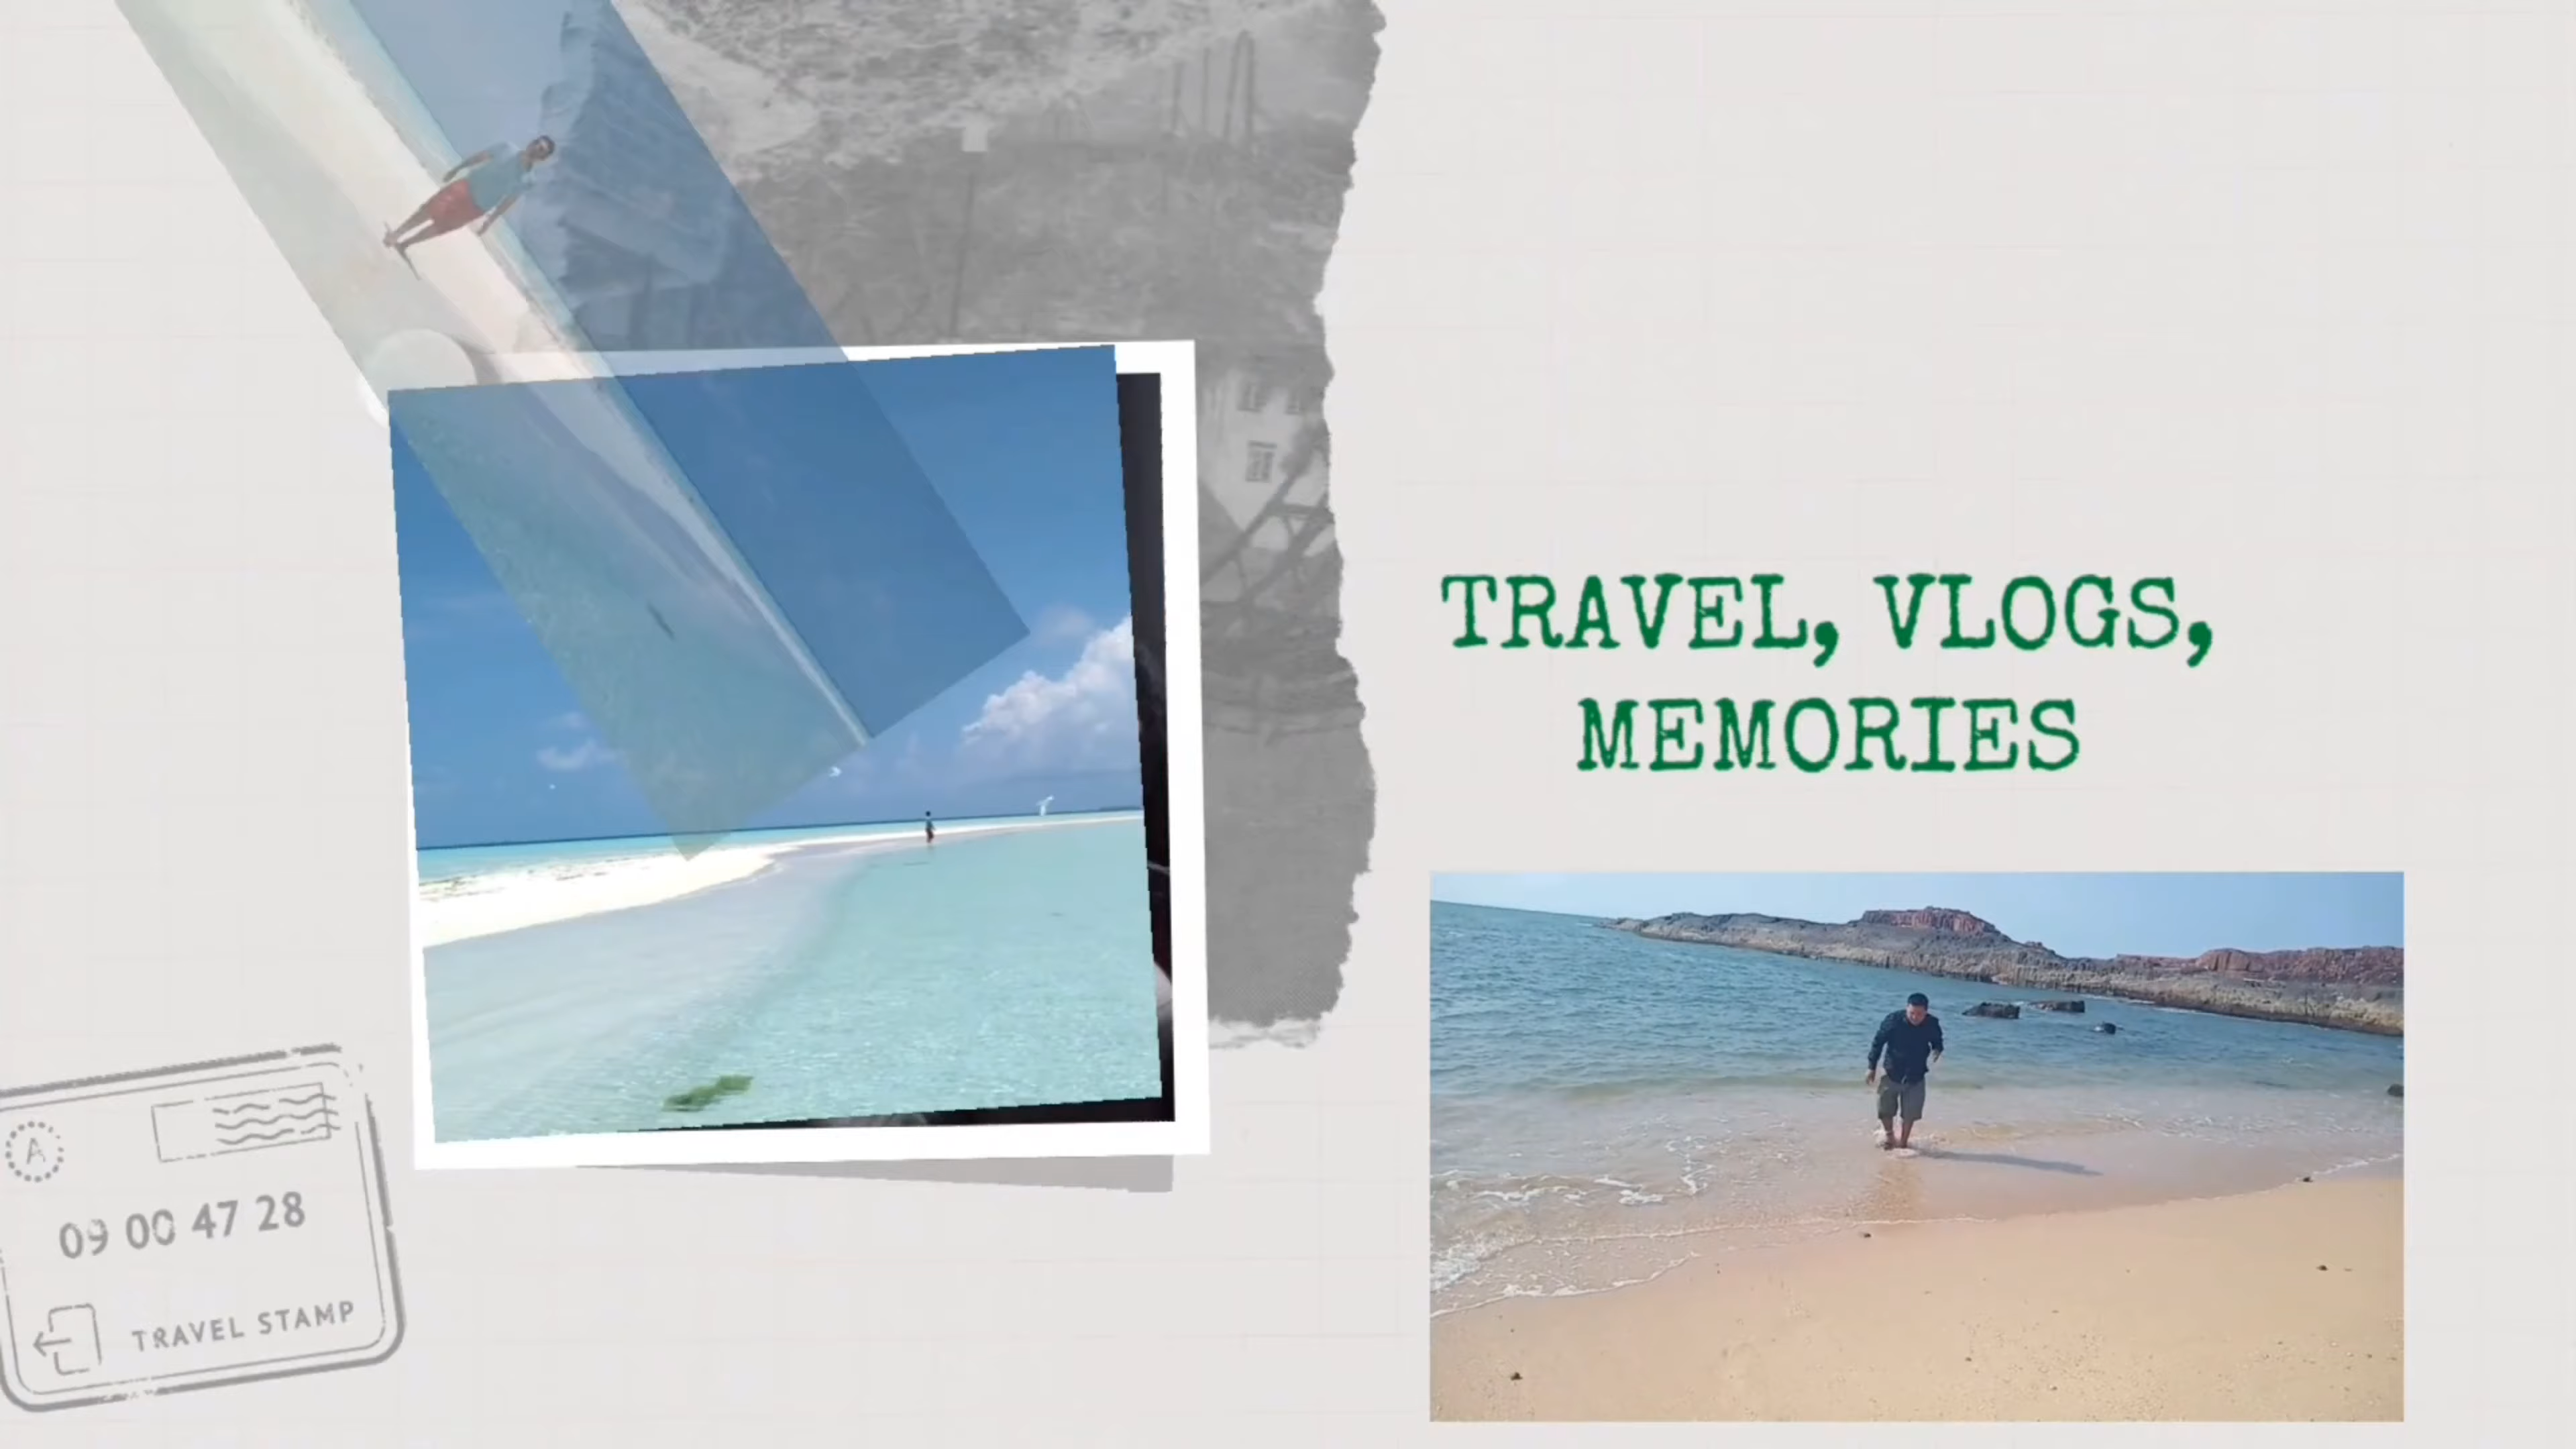 TRAVEL, VLOGS,
MEMORIES
A
09 00 47 28
TRAVEL STAMP